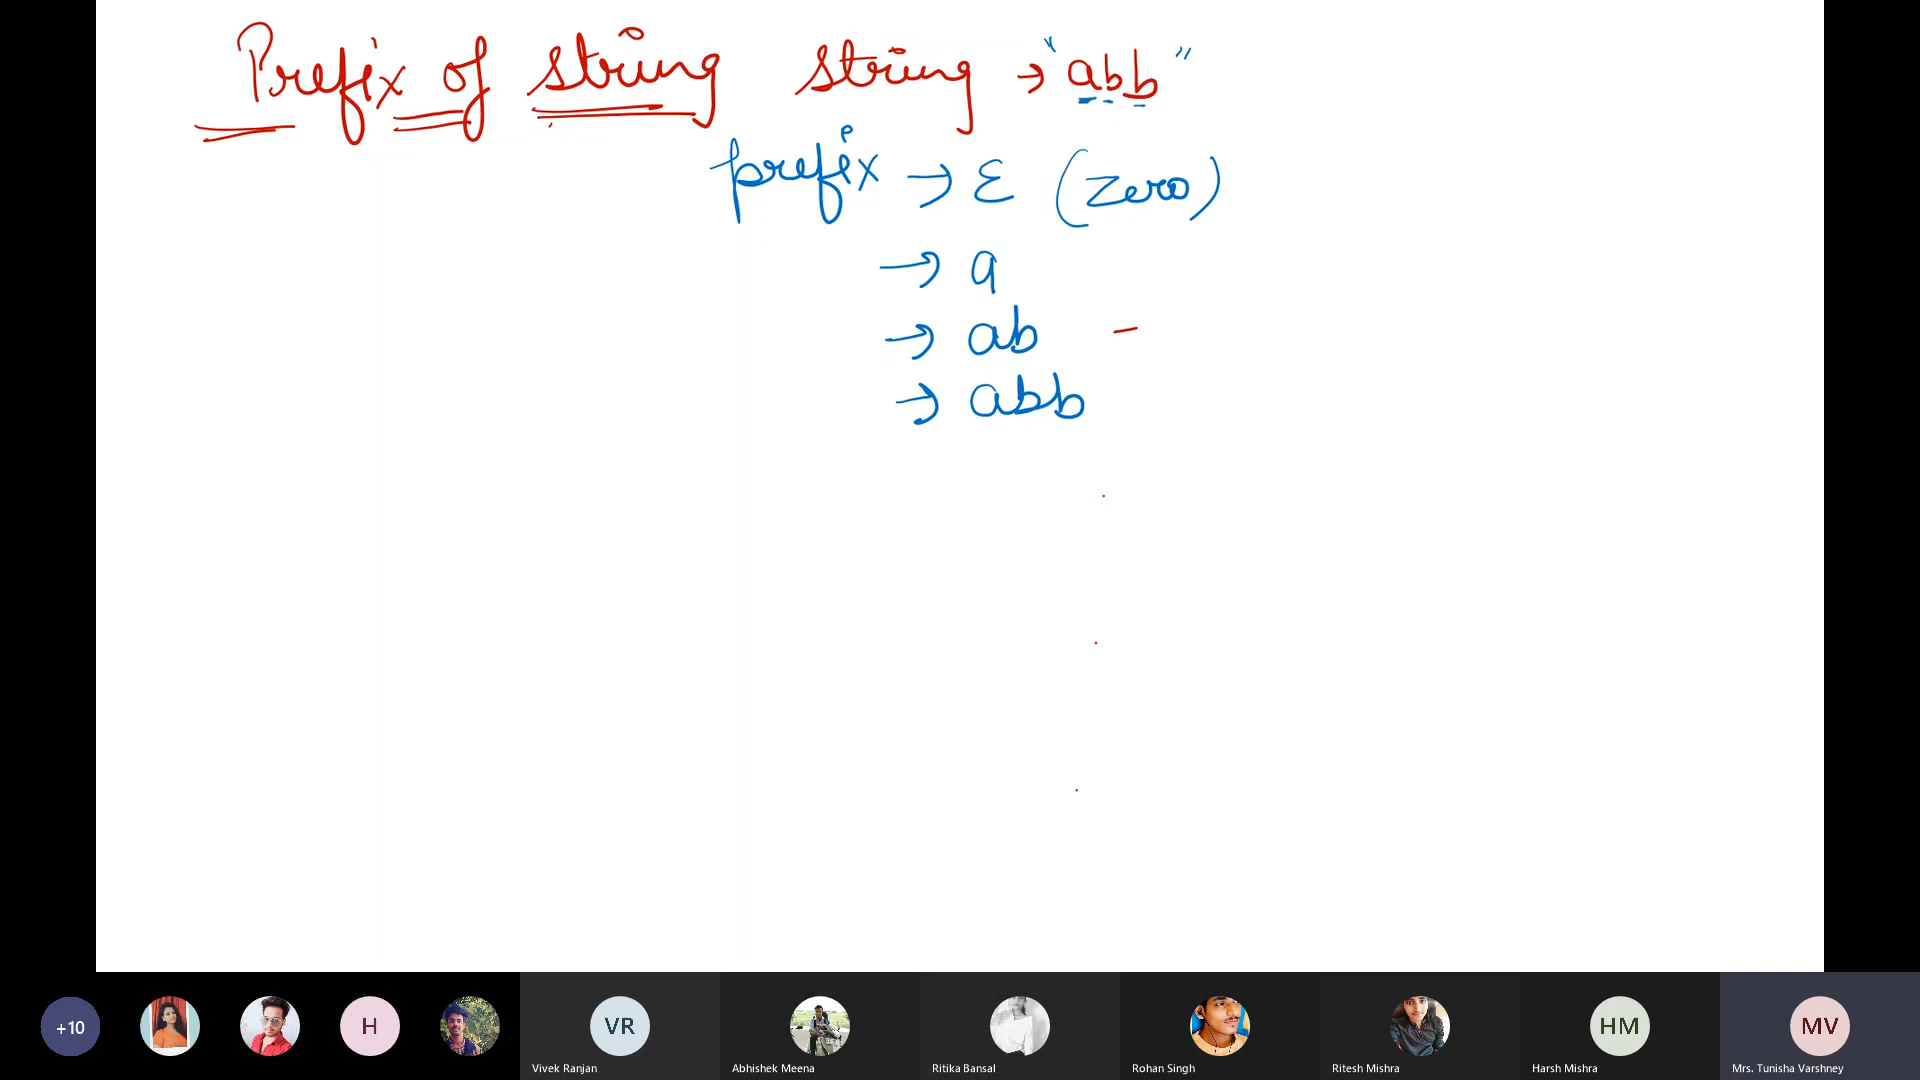 Prefix of string string → "abb"
prefix → ε (zero)
→ a
→ ab -
→ abb
+10
H
VR
HM
MV
Vivek Ranjan
Abhishek Meena
Ritika Bansal
Rohan Singh
Ritesh Mishra
Harsh Mishra
Mrs. Tunisha Varshney